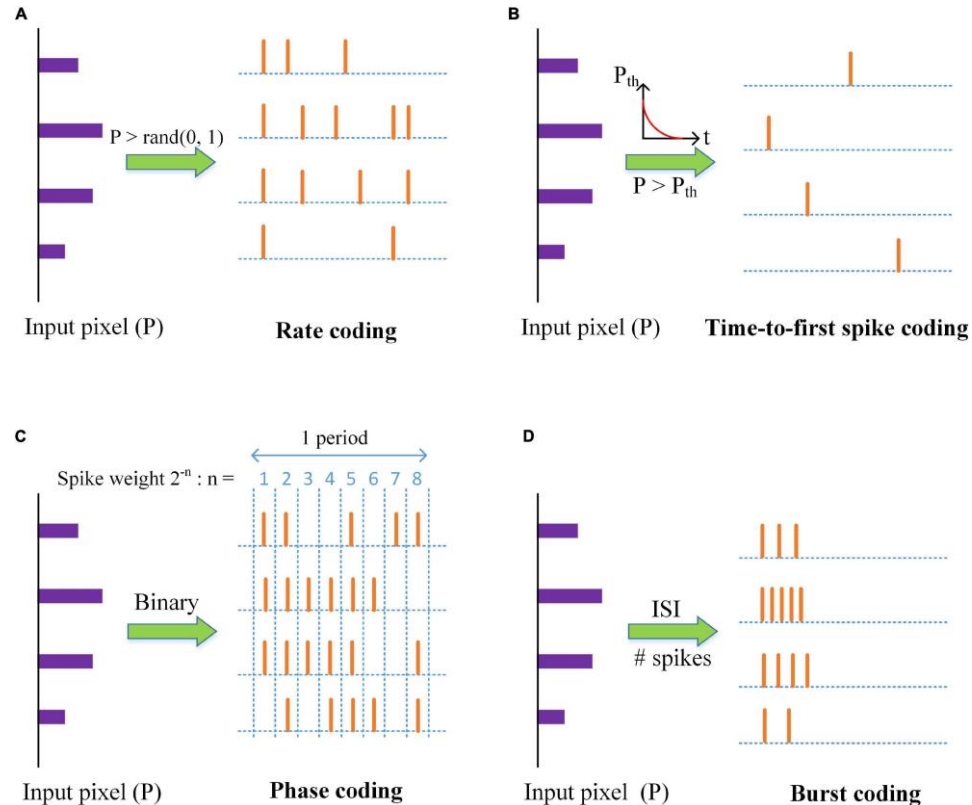 A
P > rand(0, 1)
Input pixel (P)
Rate coding
B
P_th
t
P > P_th
Input pixel (P)
Time-to-first spike coding
C
1 period
Spike weight 2^-n : n = 1 2 3 4 5 6 7 8
Binary
Input pixel (P)
Phase coding
D
ISI
# spikes
Input pixel (P)
Burst coding